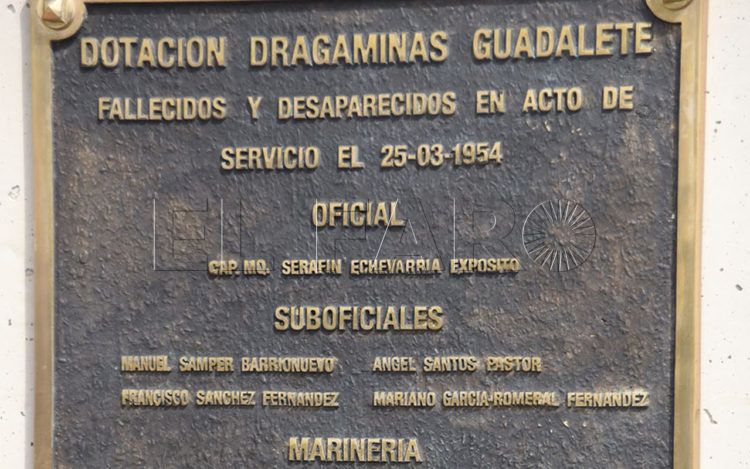 DOTACION DRAGAMINAS GUADALETE
FALLECIDOS Y DESAPARECIDOS EN ACTO DE
SERVICIO EL 25-03-1954
OFICIAL
EL FARO
CAP. MQ. SERAFIN ECHEVARRIA EXPOSITO
SUBOFICIALES
MANUEL SAMPER BARRIONUEVO ANGEL SANTOS PASTOR
FRANCISCO SANCHEZ FERNANDEZ MARIANO GARCIA-ROMERAL FERNANDEZ
MARINERIA